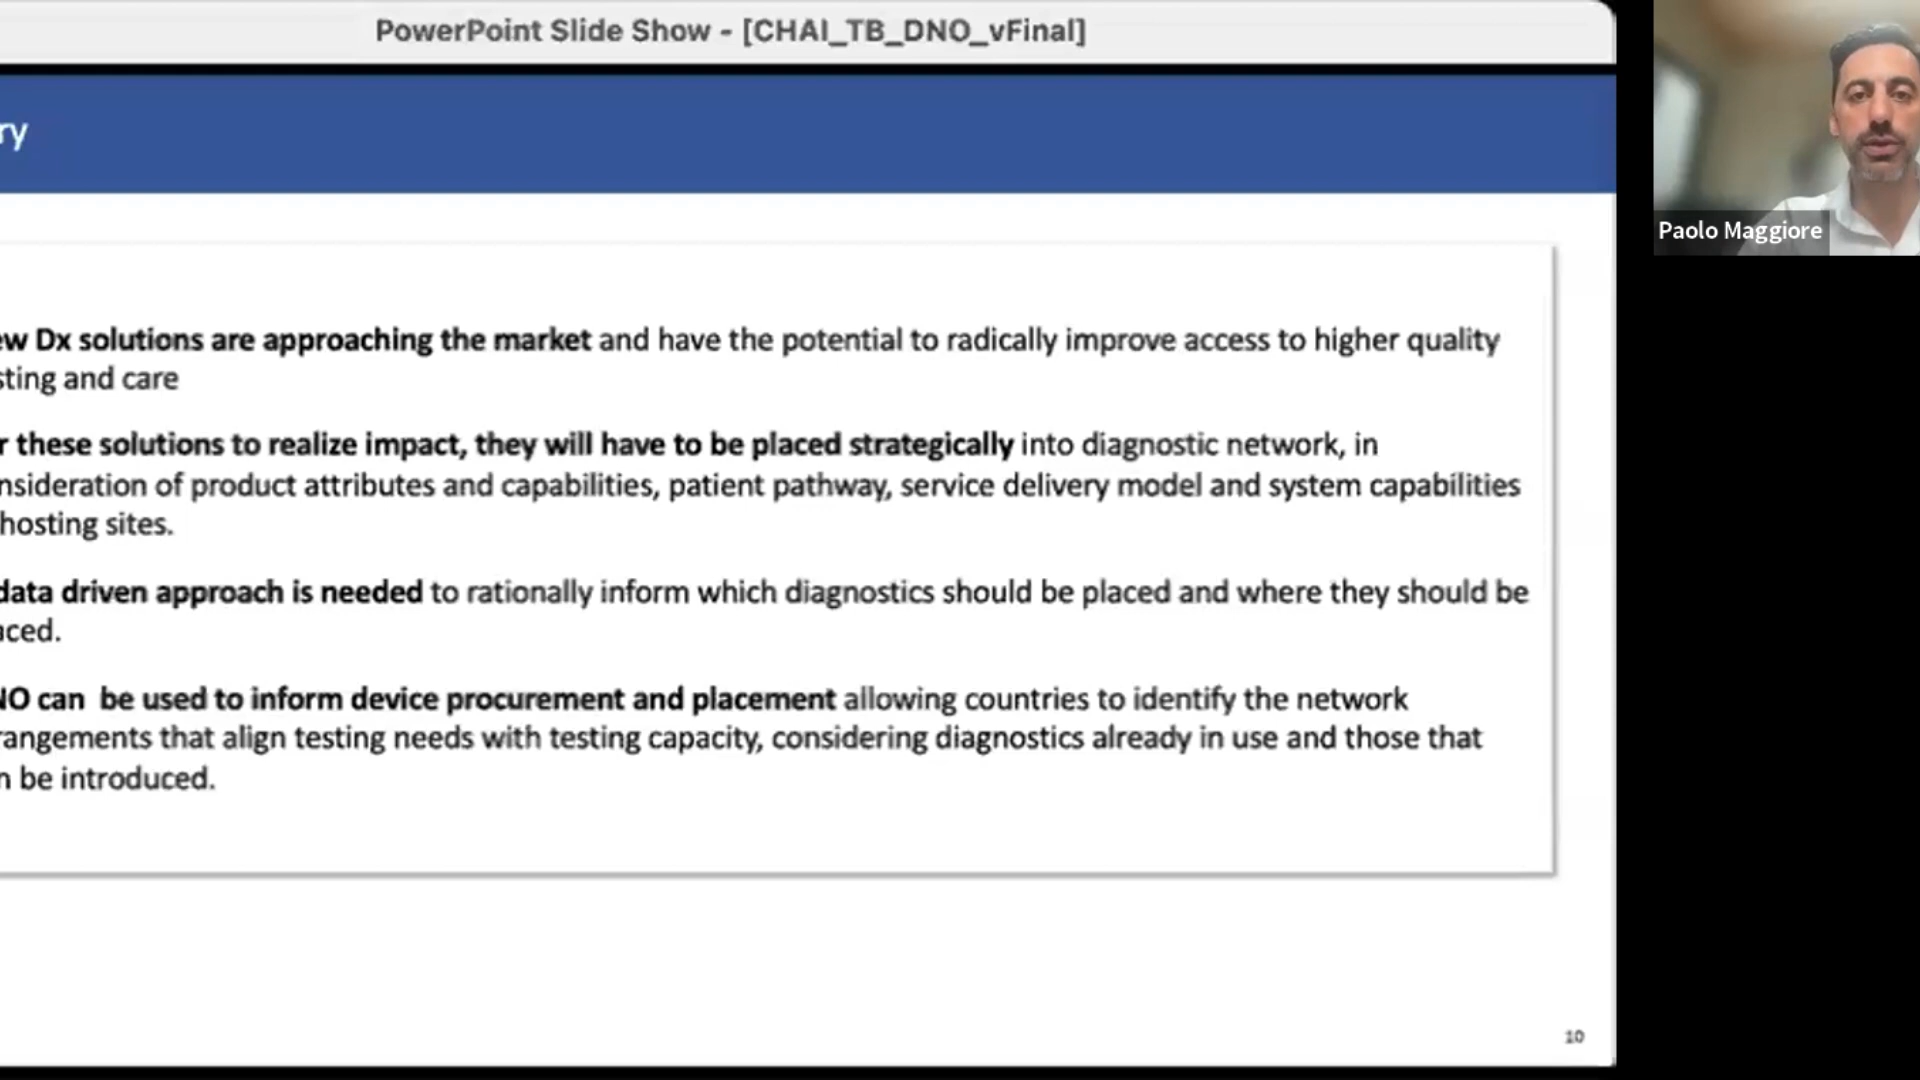 PowerPoint Slide Show - [CHAI_TB_DNO_vFinal]
ry
ew Dx solutions are approaching the market and have the potential to radically improve access to higher quality
sting and care
r these solutions to realize impact, they will have to be placed strategically into diagnostic network, in
nsideration of product attributes and capabilities, patient pathway, service delivery model and system capabilities
hosting sites.
data driven approach is needed to rationally inform which diagnostics should be placed and where they should be
aced.
NO can be used to inform device procurement and placement allowing countries to identify the network
rangements that align testing needs with testing capacity, considering diagnostics already in use and those that
n be introduced.
10
Paolo Maggiore